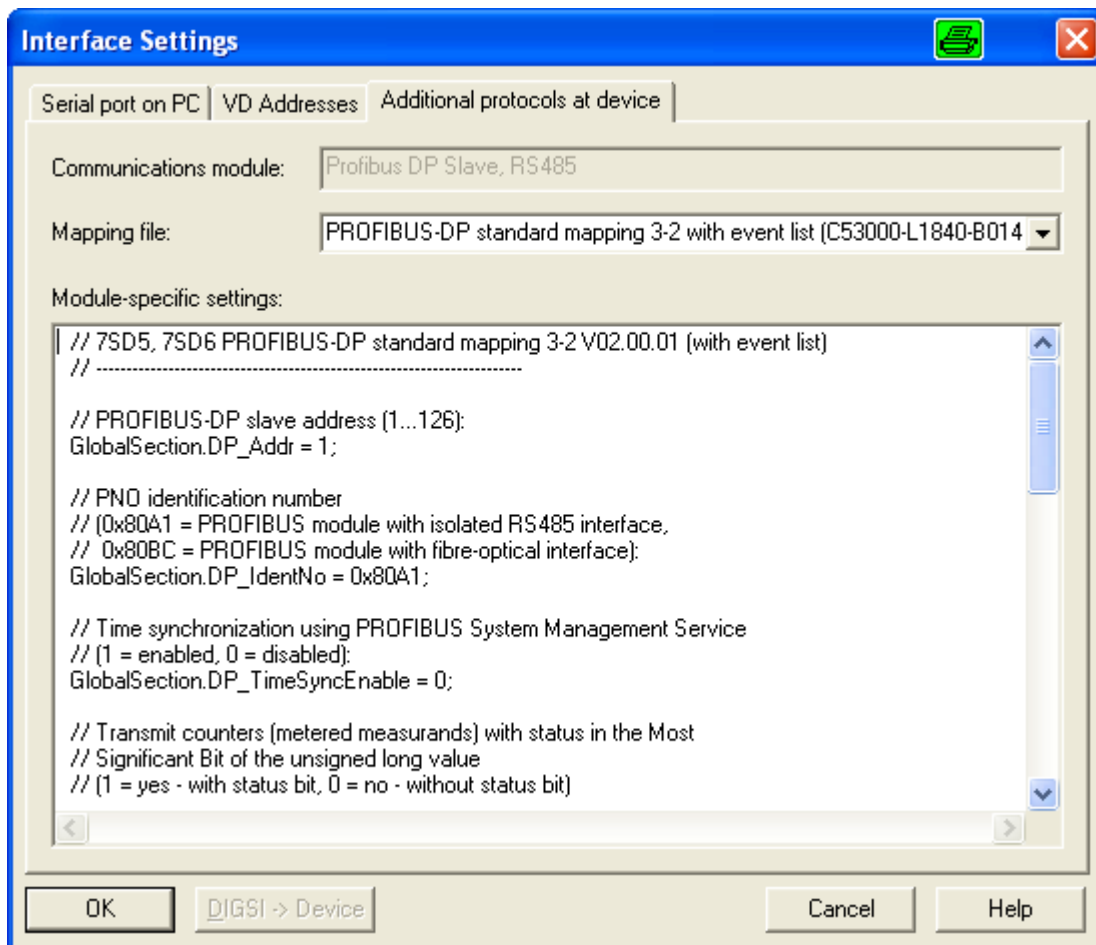 Interface Settings
Serial port on PC
VD Addresses
Additional protocols at device
Communications module:
Profibus DP Slave, RS485
Mapping file:
PROFIBUS-DP standard mapping 3-2 with event list (C53000-L1840-B014
Module-specific settings:
// 7SD5, 7SD6 PROFIBUS-DP standard mapping 3-2 V02.00.01 (with event list)
// ------------------------------------------------------------------------
// PROFIBUS-DP slave address (1...126):
GlobalSection.DP_Addr = 1;
// PNO identification number
// (0x80A1 = PROFIBUS module with isolated RS485 interface,
//  0x80BC = PROFIBUS module with fibre-optical interface):
GlobalSection.DP_IdentNo = 0x80A1;
// Time synchronization using PROFIBUS System Management Service
// (1 = enabled, 0 = disabled):
GlobalSection.DP_TimeSyncEnable = 0;
// Transmit counters (metered measurands) with status in the Most
// Significant Bit of the unsigned long value
// (1 = yes - with status bit, 0 = no - without status bit)
OK
DIGSI -> Device
Cancel
Help